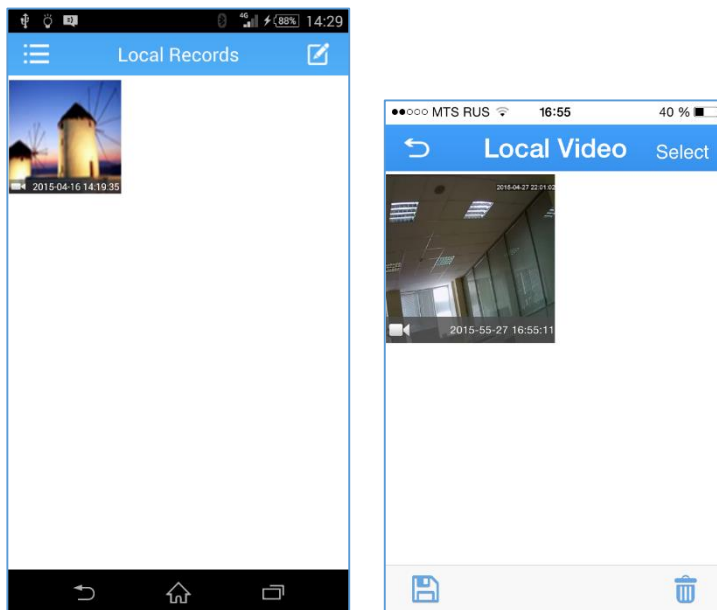 4G 88% 14:29
Local Records
2015-04-16 14:19:35
MTS RUS 16:55 40 %
Local Video Select
2015-55-27 16:55:11